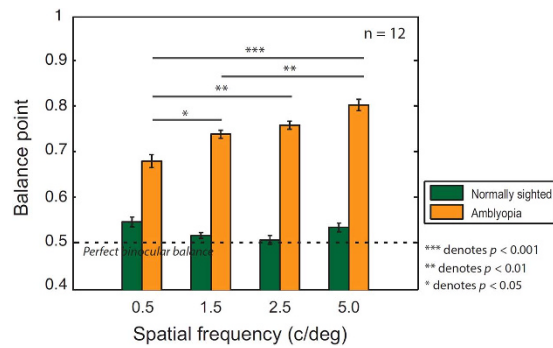 1
n = 12
***
**
0.9
**
*
0.8
0.7
0.6
0.5
0.4
Balance point
Perfect binocular balance
0.5 1.5 2.5 5.0
Spatial frequency (c/deg)
Normally sighted
Amblyopia
*** denotes p < 0.001
** denotes p < 0.01
* denotes p < 0.05